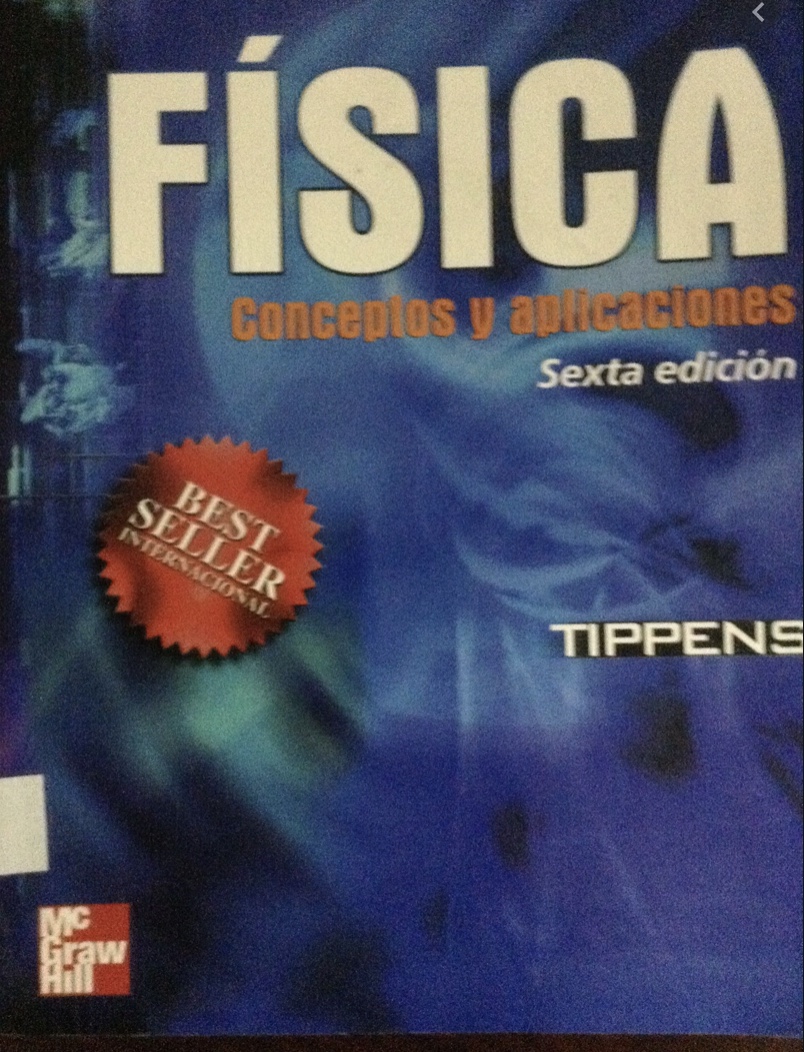 FÍSICA
Conceptos y aplicaciones
Sexta edición
BEST
SELLER
INTERNACIONAL
TIPPENS
Mc
Graw
Hill